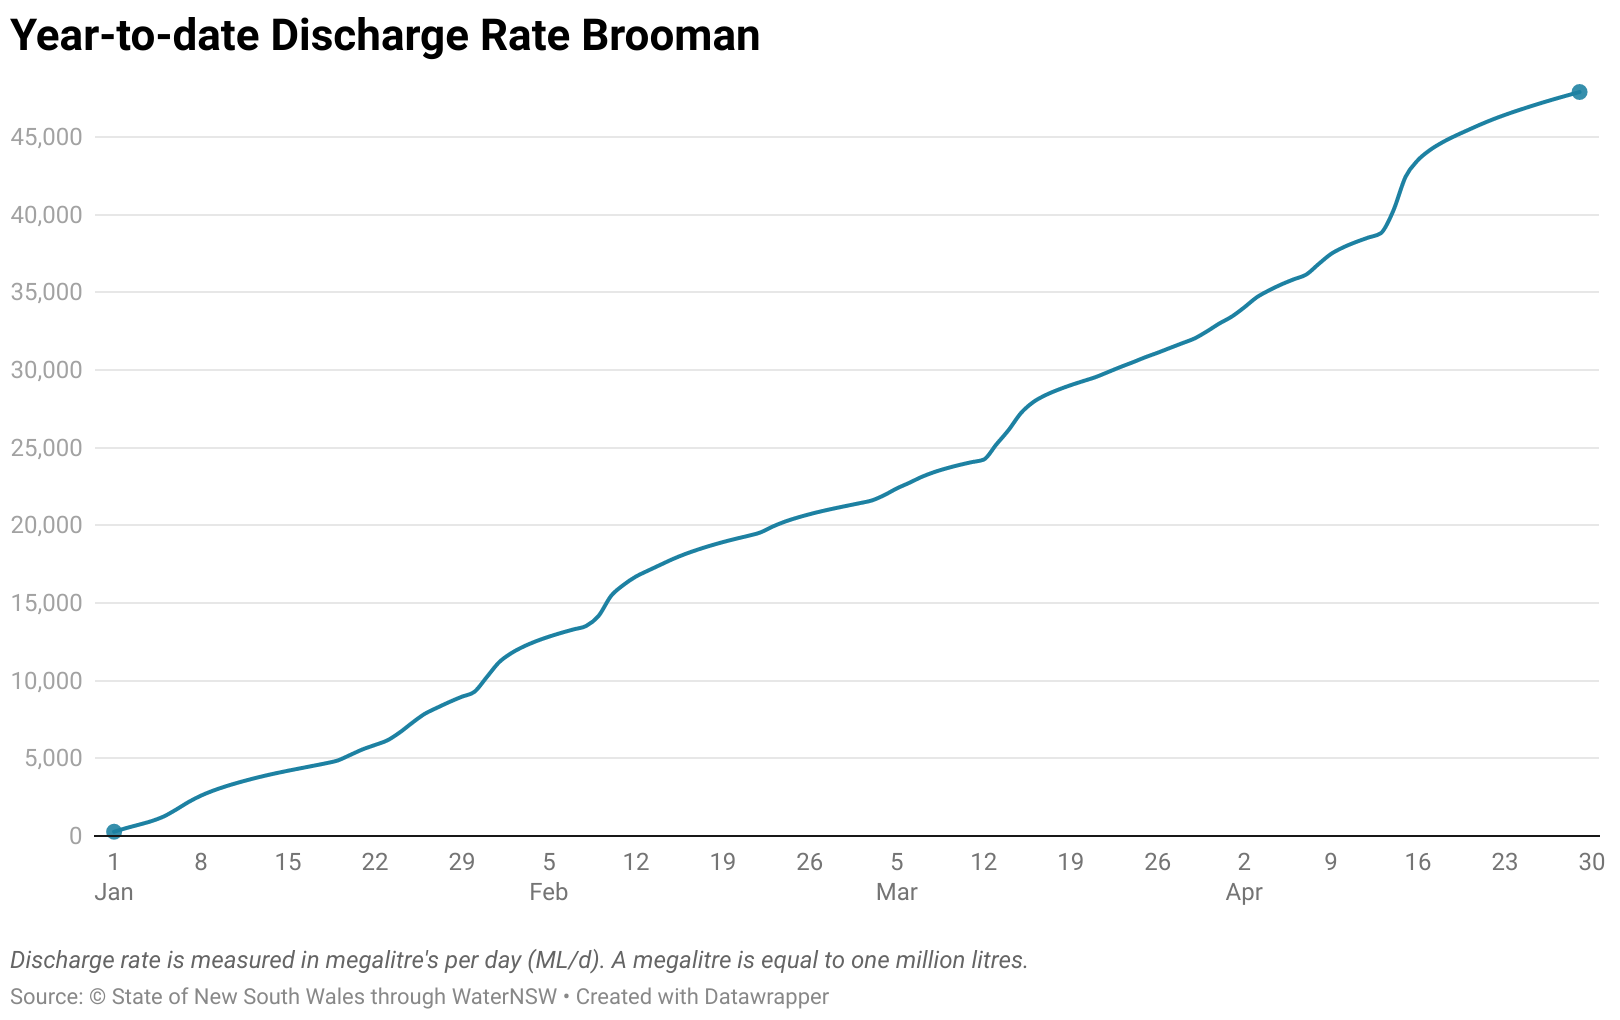 Year-to-date Discharge Rate Brooman
45,000
40,000
35,000
30,000
25,000
20,000
15,000
10,000
5,000
0
1 8 15 22 29 5 12 19 26 5 12 19 26 2 9 16 23 30
Jan Feb Mar Apr
Discharge rate is measured in megalitre's per day (ML/d). A megalitre is equal to one million litres.
Source: © State of New South Wales through WaterNSW • Created with Datawrapper